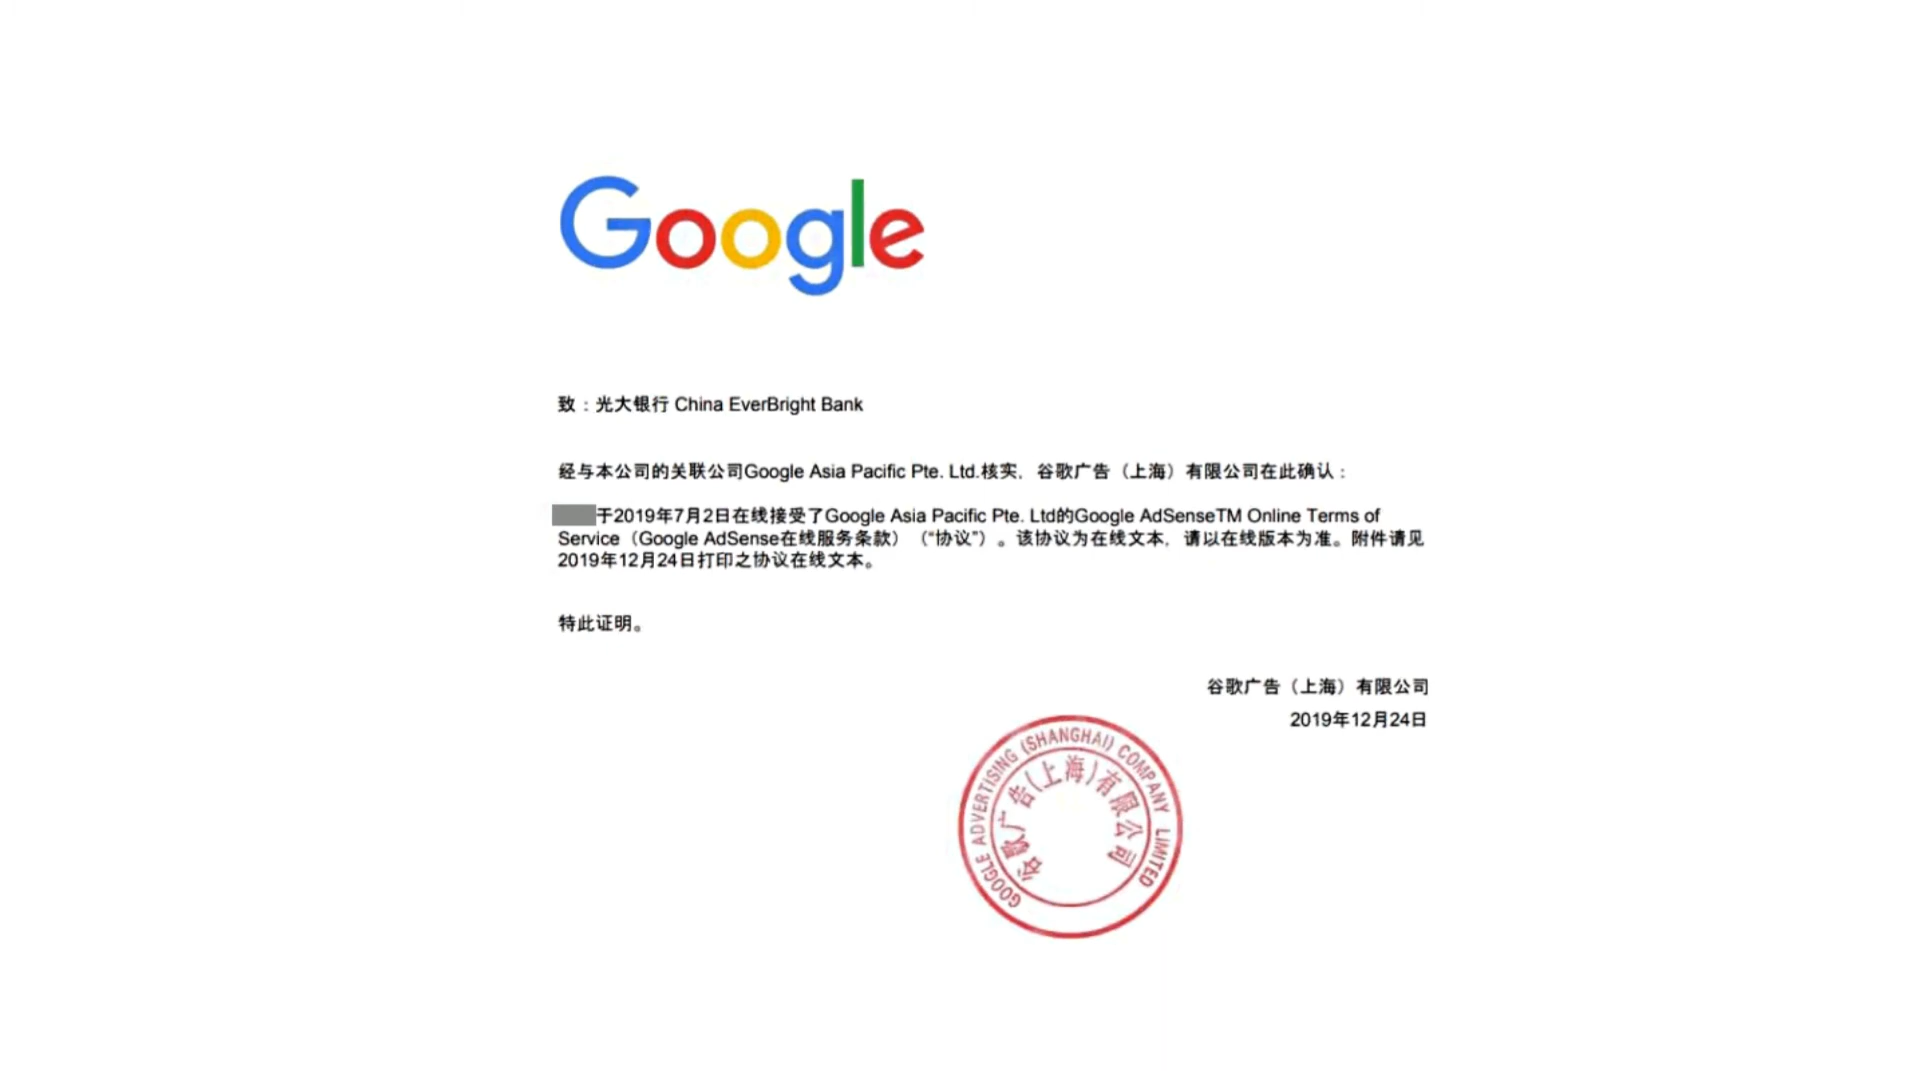 Google
致：光大银行 China EverBright Bank
经与本公司的关联公司Google Asia Pacific Pte. Ltd.核实，谷歌广告（上海）有限公司在此确认：
于2019年7月2日在线接受了Google Asia Pacific Pte. Ltd的Google AdSenseTM Online Terms of
Service（Google AdSense在线服务条款）（“协议”）。该协议为在线文本，请以在线版本为准。附件请见
2019年12月24日打印之协议在线文本。
特此证明。
谷歌广告（上海）有限公司
2019年12月24日
GOOGLE ADVERTISING (SHANGHAI) COMPANY LIMITED
谷歌广告(上海)有限公司